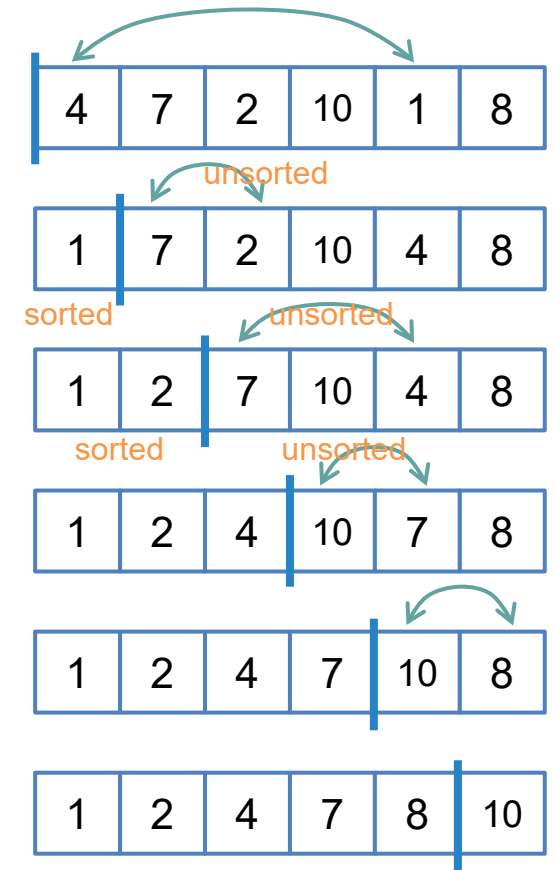 4 7 2 10 1 8
unsorted
1 7 2 10 4 8
sorted unsorted
1 2 7 10 4 8
sorted unsorted
1 2 4 10 7 8
1 2 4 7 10 8
1 2 4 7 8 10